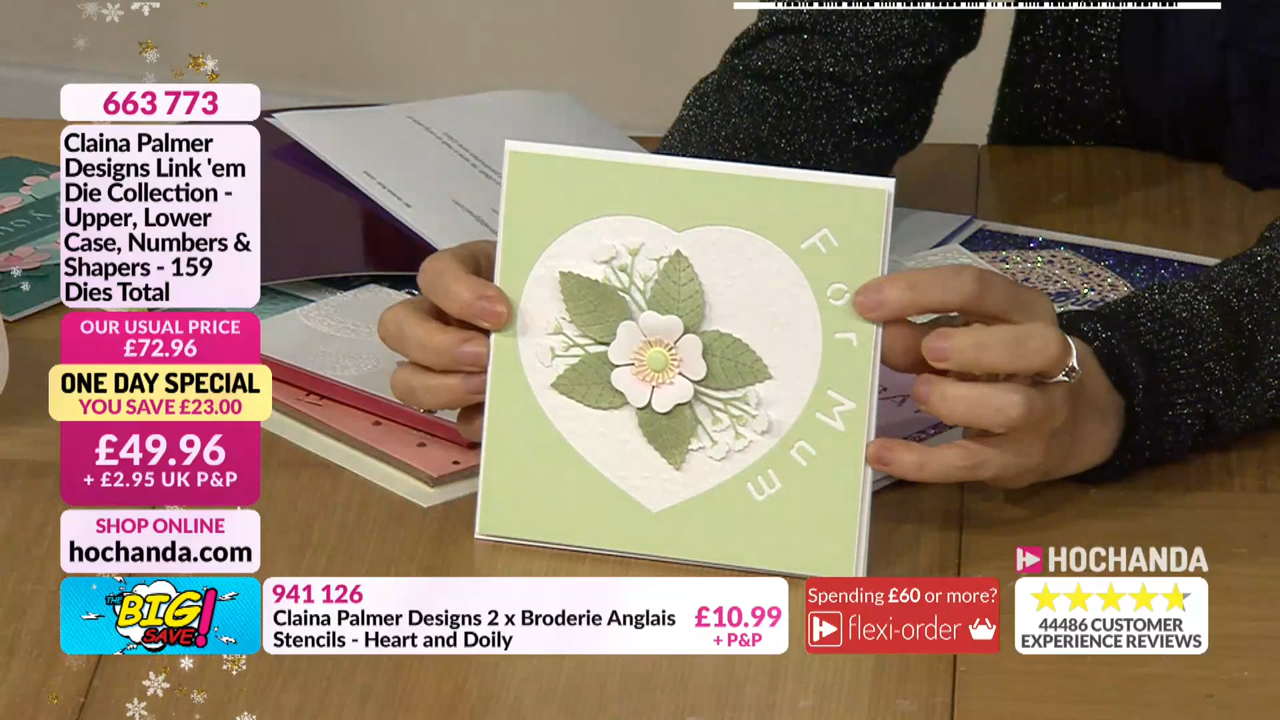 663 773
Claina Palmer
Designs Link 'em
Die Collection -
Upper, Lower
Case, Numbers &
Shapers - 159
Dies Total
OUR USUAL PRICE
£72.96
ONE DAY SPECIAL
YOU SAVE £23.00
£49.96
+ £2.95 UK P&P
SHOP ONLINE
hochanda.com
THE
BIG
SAVE!
941 126
Claina Palmer Designs 2 x Broderie Anglais
Stencils - Heart and Doily
£10.99
+ P&P
Spending £60 or more?
flexi-order
HOCHANDA
44486 CUSTOMER
EXPERIENCE REVIEWS
For Mum